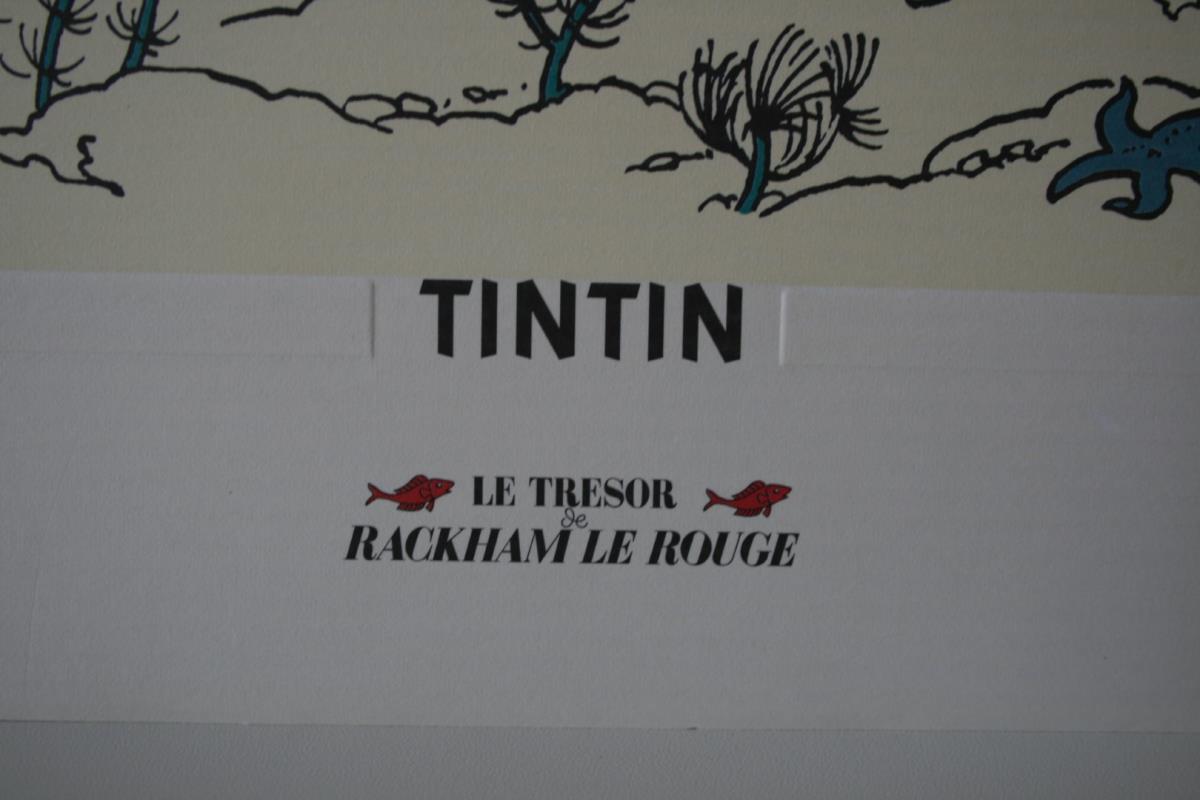 TINTIN
LE TRESOR
de
RACKHAM LE ROUGE